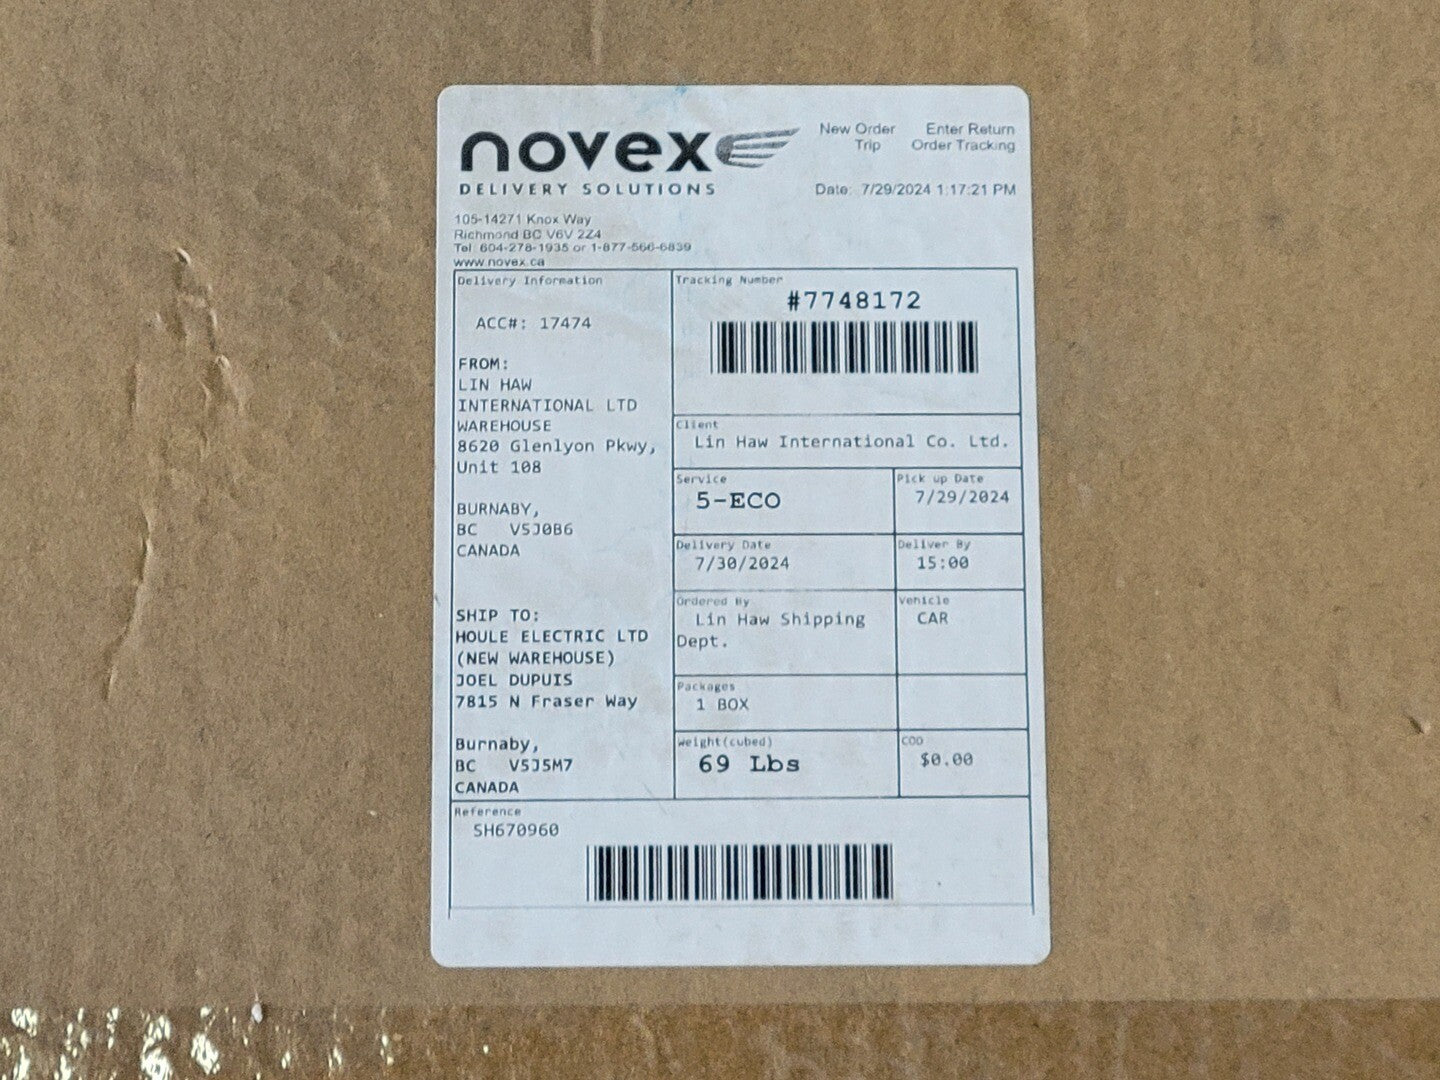 novex
DELIVERY SOLUTIONS
New Order Enter Return
Trip Order Tracking
Date: 7/29/2024 1:17:21 PM
105-14271 Knox Way
Richmond BC V6V 2Z4
Tel: 604-278-1935 or 1-877-566-6839
www.novex.ca
Delivery Information
ACC#: 17474
FROM:
LIN HAW
INTERNATIONAL LTD
WAREHOUSE
8620 Glenlyon Pkwy,
Unit 108
BURNABY,
BC V5J0B6
CANADA
SHIP TO:
HOULE ELECTRIC LTD
(NEW WAREHOUSE)
JOEL DUPUIS
7815 N Fraser Way
Burnaby,
BC V5J5M7
CANADA
Tracking Number
#7748172
Client
Lin Haw International Co. Ltd.
Service
5-ECO
Pick up Date
7/29/2024
Delivery Date
7/30/2024
Deliver By
15:00
Ordered By
Lin Haw Shipping
Dept.
Vehicle
CAR
Packages
1 BOX
Weight(cubed)
69 Lbs
COD
$0.00
Reference
SH670960